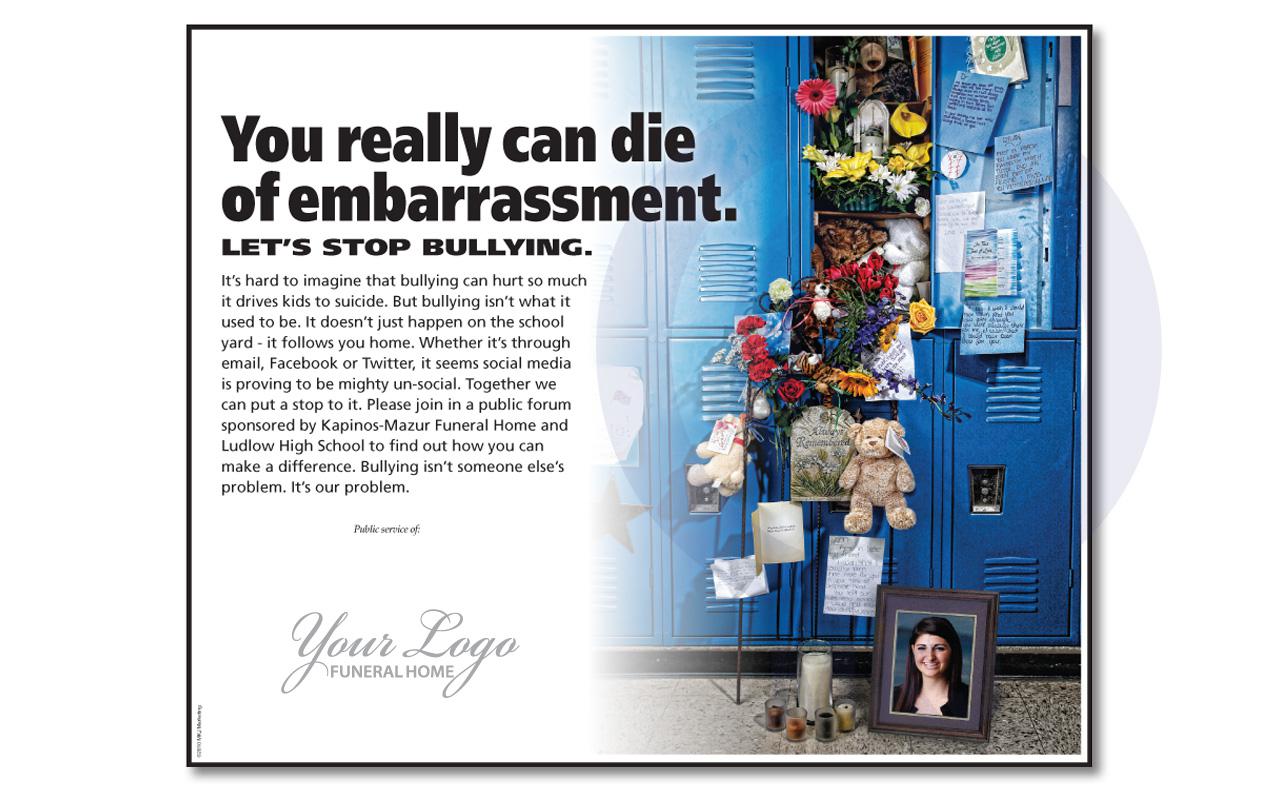 You really can die
of embarrassment.
LET'S STOP BULLYING.
It's hard to imagine that bullying can hurt so much
it drives kids to suicide. But bullying isn't what it
used to be. It doesn't just happen on the school
yard - it follows you home. Whether it's through
email, Facebook or Twitter, it seems social media
is proving to be mighty un-social. Together we
can put a stop to it. Please join in a public forum
sponsored by Kapinos-Mazur Funeral Home and
Ludlow High School to find out how you can
make a difference. Bullying isn't someone else's
problem. It's our problem.
Public service of:
Your Logo
FUNERAL HOME
©2010 MKJ Marketing
Always
Remembered